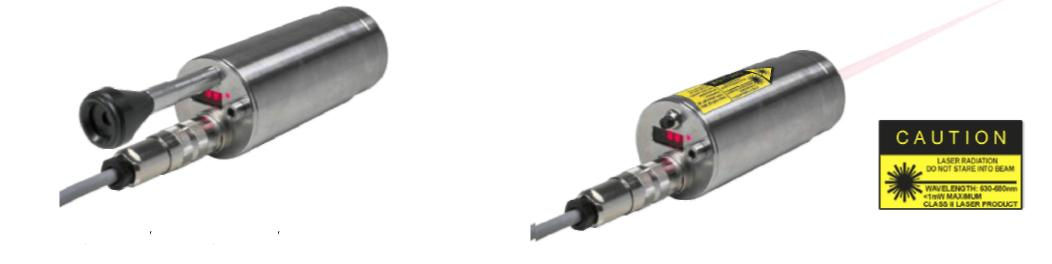 CAUTION
LASER RADIATION
DO NOT STARE INTO BEAM
WAVELENGTH: 630-680nm
<1mW MAXIMUM
CLASS II LASER PRODUCT